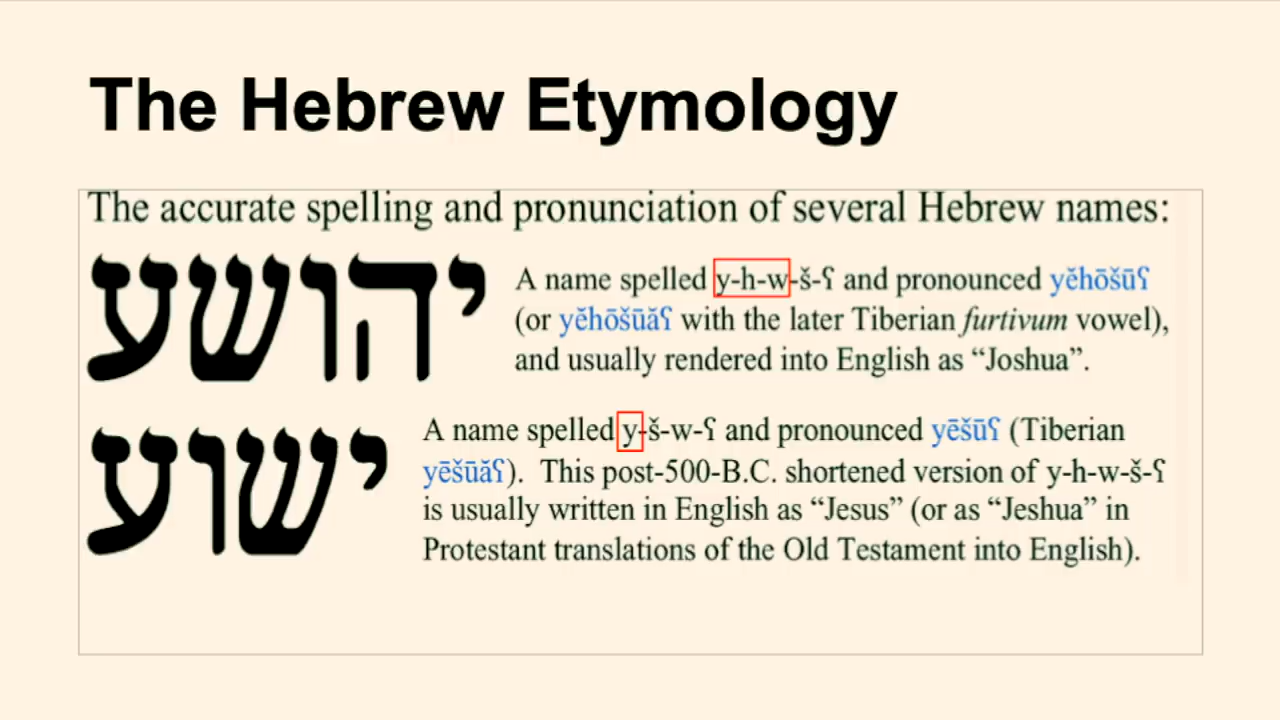 The Hebrew Etymology
The accurate spelling and pronunciation of several Hebrew names:
יהושע
A name spelled y-h-w-š-ʕ and pronounced yĕhōšūʕ
(or yĕhōšūăʕ with the later Tiberian furtivum vowel),
and usually rendered into English as “Joshua”.
ישוע
A name spelled y-š-w-ʕ and pronounced yēšūʕ (Tiberian
yēšūăʕ). This post-500-B.C. shortened version of y-h-w-š-ʕ
is usually written in English as “Jesus” (or as “Jeshua” in
Protestant translations of the Old Testament into English).